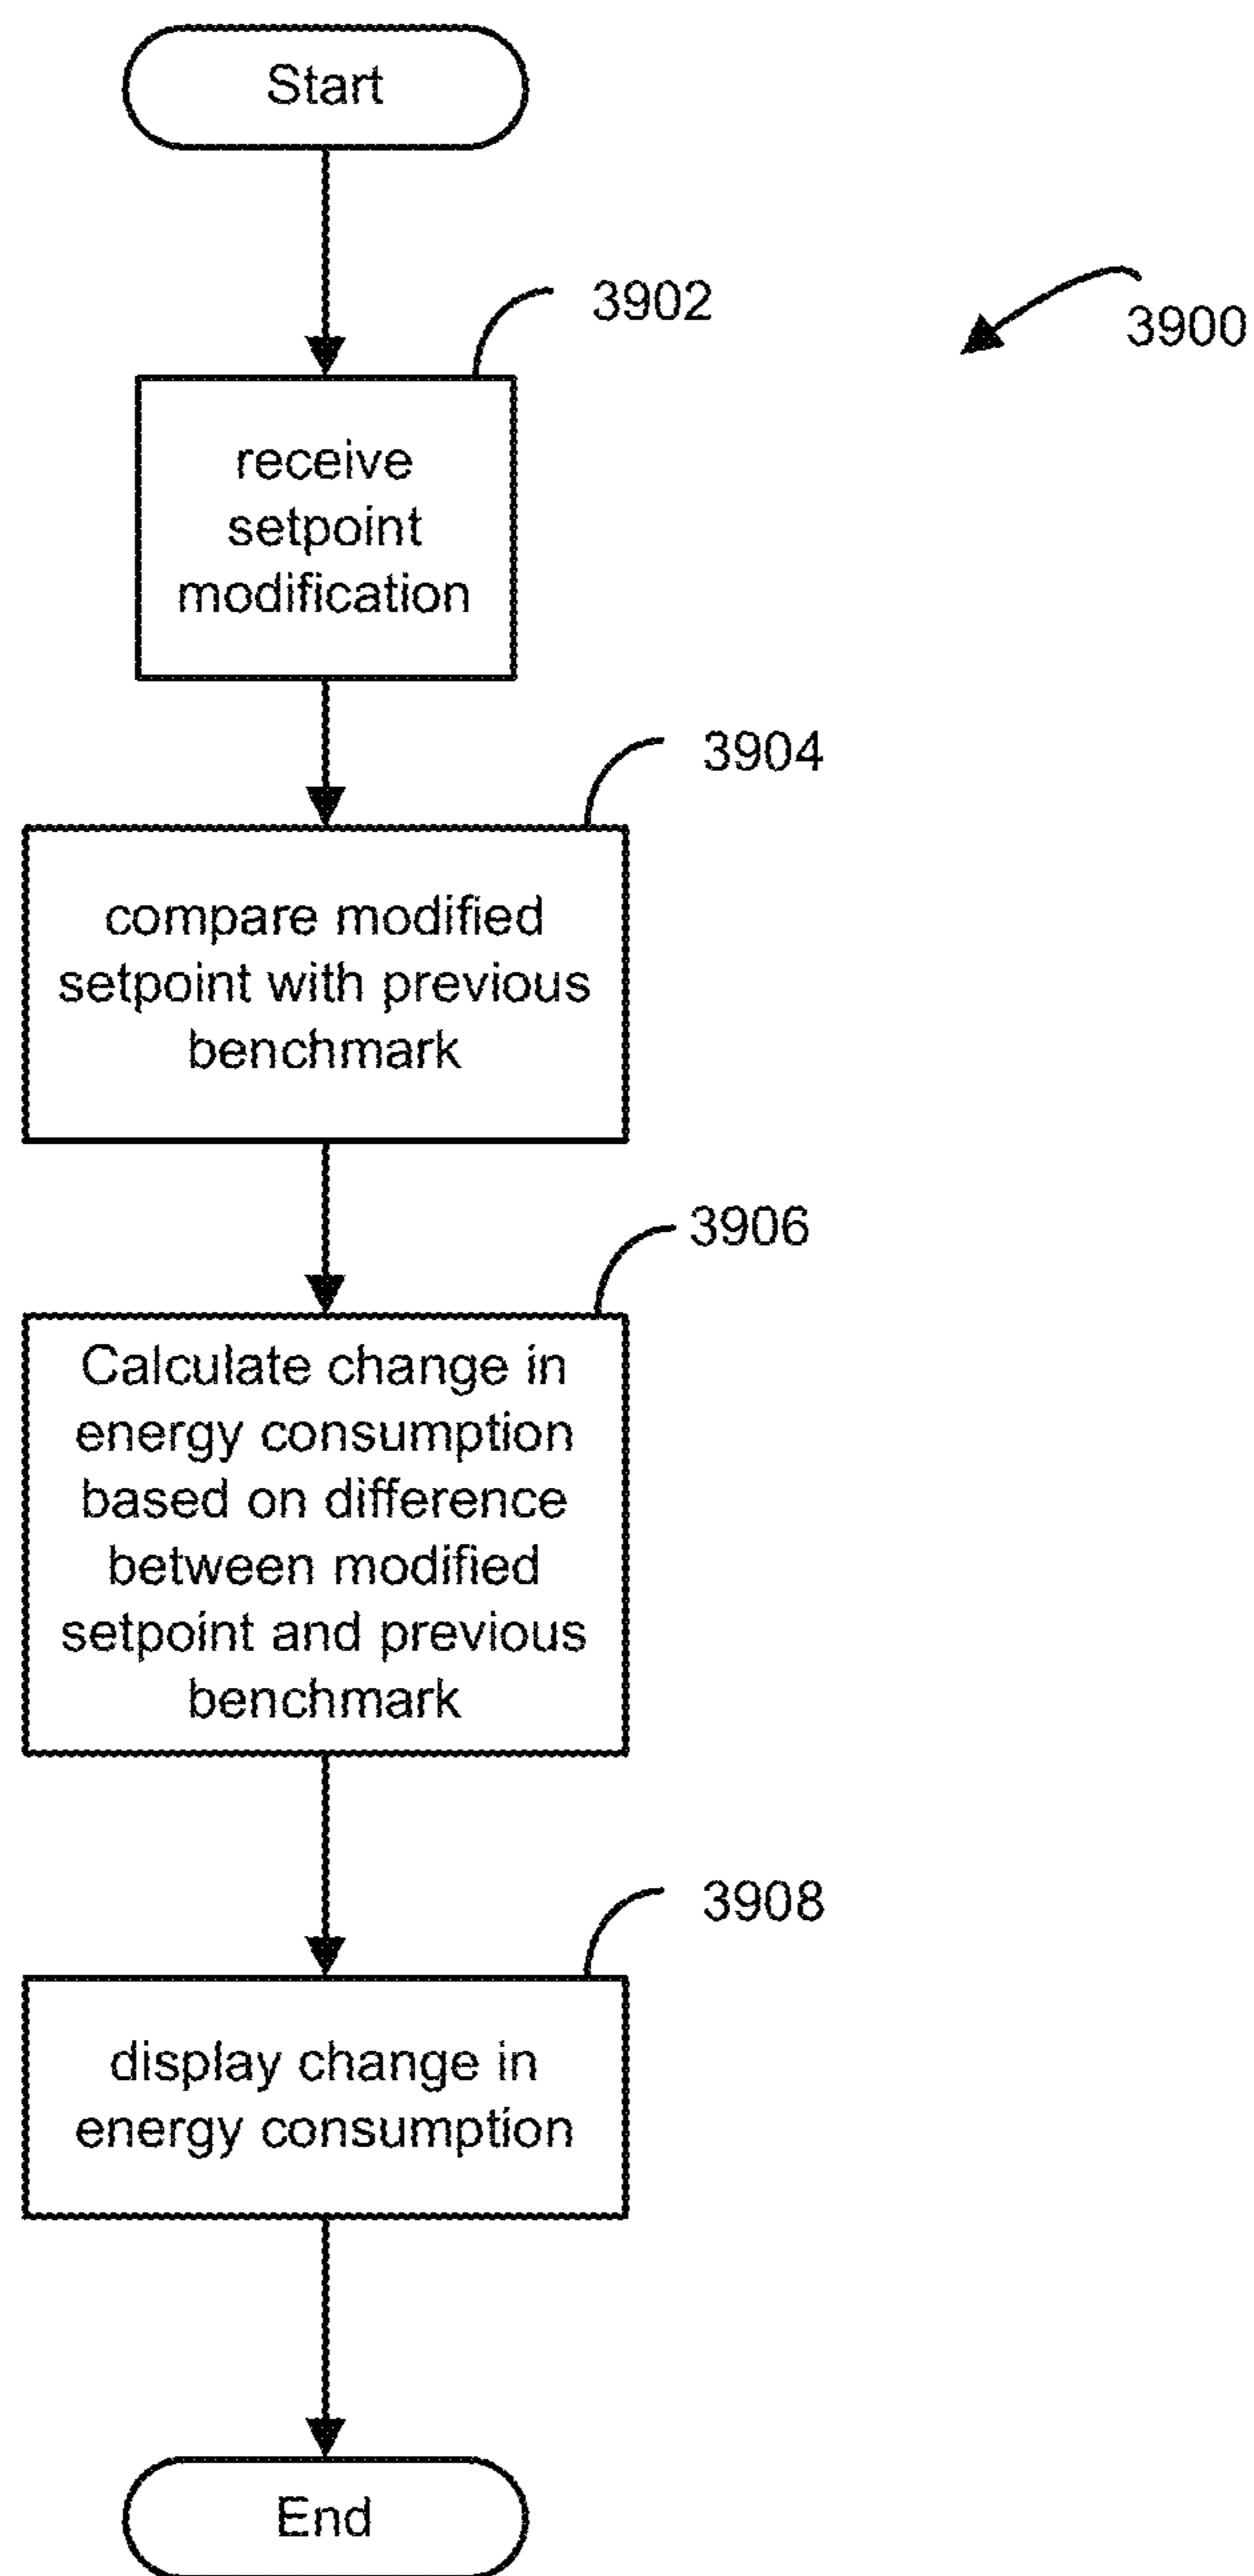 Start
3902
3900
receive
setpoint
modification
3904
compare modified
setpoint with previous
benchmark
3906
Calculate change in
energy consumption
based on difference
between modified
setpoint and previous
benchmark
3908
display change in
energy consumption
End